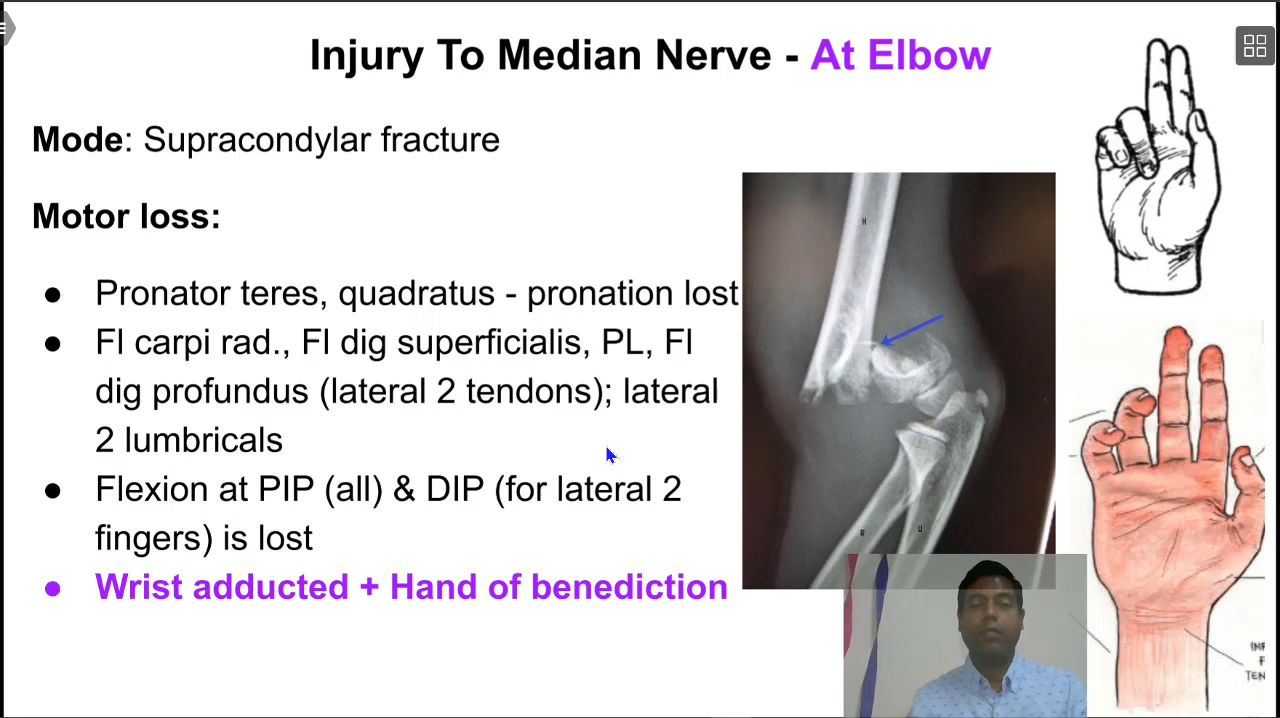 Injury To Median Nerve - At Elbow
Mode: Supracondylar fracture
Motor loss:
● Pronator teres, quadratus - pronation lost
● Fl carpi rad., Fl dig superficialis, PL, Fl
dig profundus (lateral 2 tendons); lateral
2 lumbricals
● Flexion at PIP (all) & DIP (for lateral 2
fingers) is lost
● Wrist adducted + Hand of benediction
H
R
U
TEN